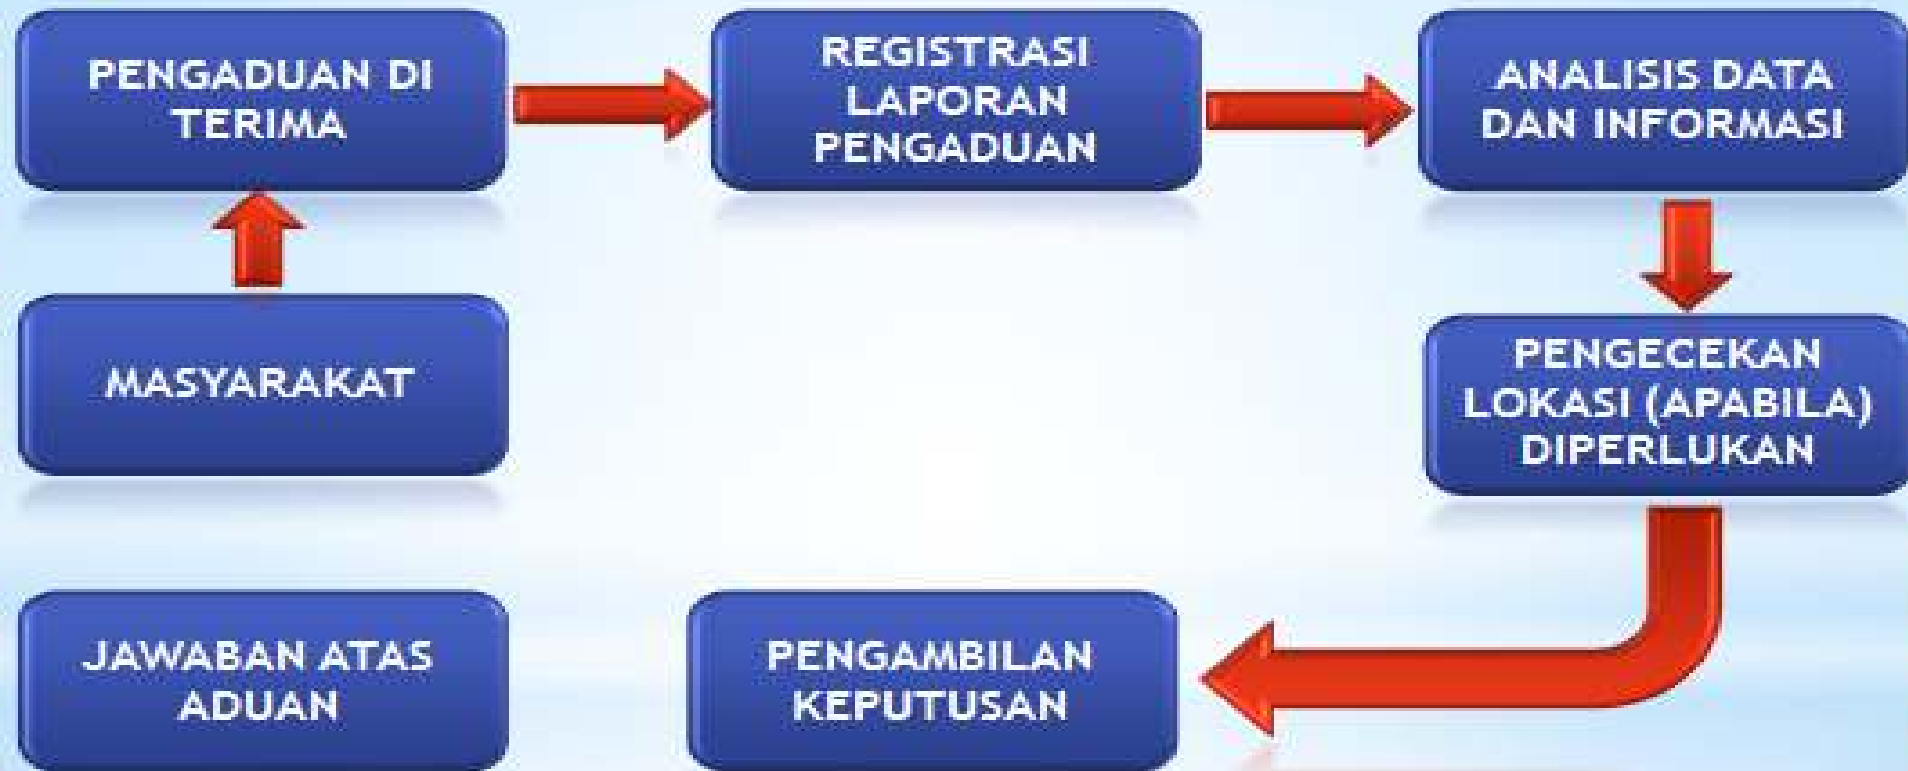 PENGADUAN DI
TERIMA
REGISTRASI
LAPORAN
PENGADUAN
ANALISIS DATA
DAN INFORMASI
MASYARAKAT
PENGECEKAN
LOKASI (APABILA)
DIPERLUKAN
JAWABAN ATAS
ADUAN
PENGAMBILAN
KEPUTUSAN